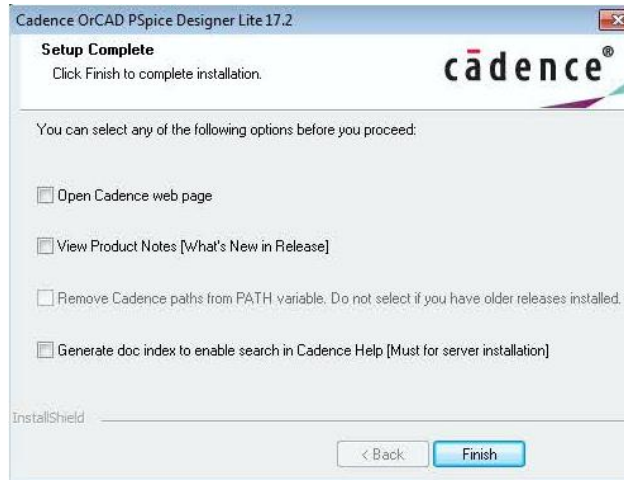 Cadence OrCAD PSpice Designer Lite 17.2
Setup Complete
Click Finish to complete installation.
cādence®
You can select any of the following options before you proceed:
Open Cadence web page
View Product Notes [What's New in Release]
Remove Cadence paths from PATH variable. Do not select if you have older releases installed.
Generate doc index to enable search in Cadence Help [Must for server installation]
InstallShield
< Back
Finish